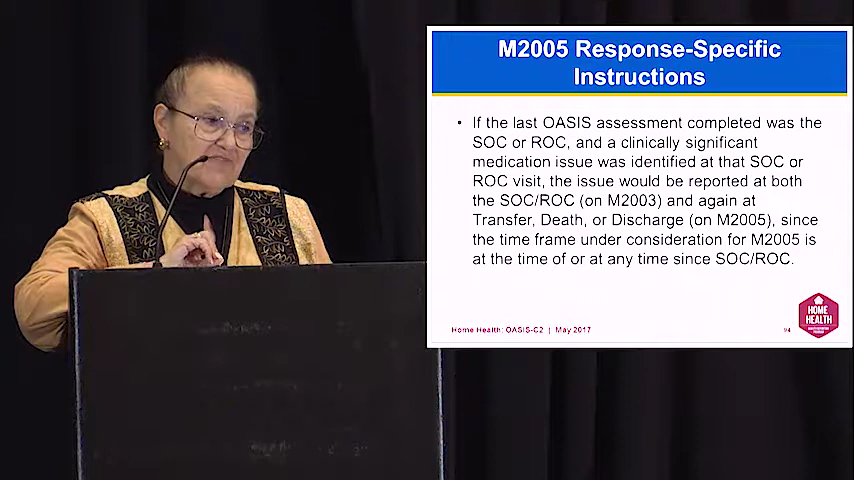 M2005 Response-Specific
Instructions
• If the last OASIS assessment completed was the
SOC or ROC, and a clinically significant
medication issue was identified at that SOC or
ROC visit, the issue would be reported at both
the SOC/ROC (on M2003) and again at
Transfer, Death, or Discharge (on M2005), since
the time frame under consideration for M2005 is
at the time of or at any time since SOC/ROC.
Home Health: OASIS-C2 | May 2017
94
HOME
HEALTH